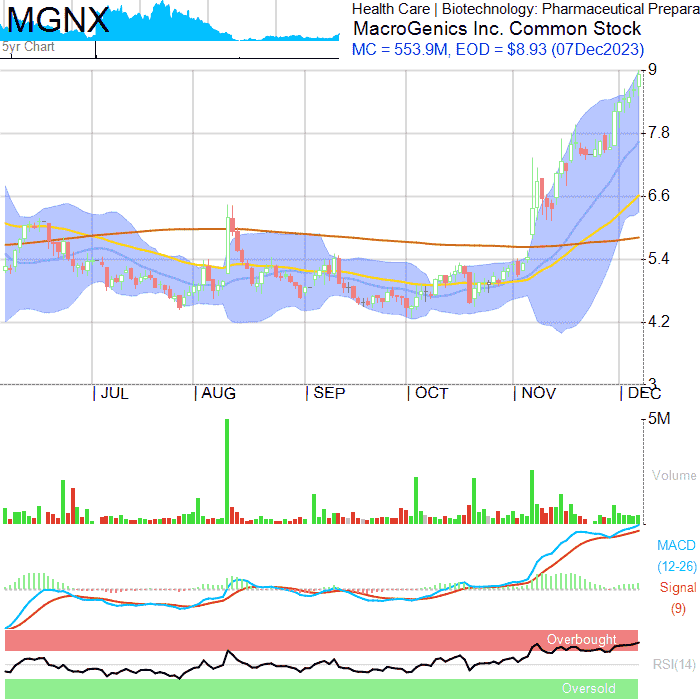 MGNX
5yr Chart
Health Care | Biotechnology: Pharmaceutical Prepara
MacroGenics Inc. Common Stock
MC = 553.9M, EOD = $8.93 (07Dec2023)
9
7.8
6.6
5.4
4.2
3
JUL AUG SEP OCT NOV DEC
5M
Volume
MACD
(12-26)
Signal
(9)
Overbought
RSI(14)
Oversold